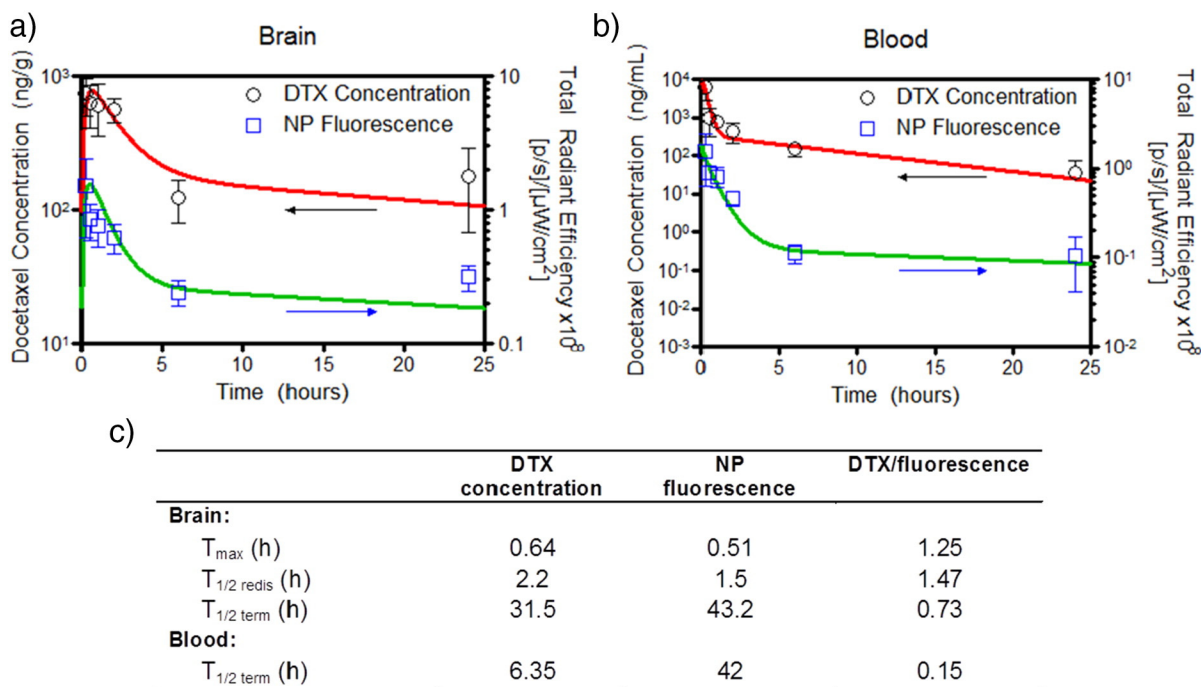 a)
Brain
Docetaxel Concentration (ng/g)
10³
10²
10¹
DTX Concentration
NP Fluorescence
10
1
0.1
Total Radiant Efficiency x10⁸
[p/s]/[µW/cm²]
0 5 10 15 20 25
Time (hours)
b)
Blood
Docetaxel Concentration (ng/mL)
10⁴
10³
10²
10¹
10⁰
10⁻¹
10⁻²
10⁻³
DTX Concentration
NP Fluorescence
10¹
10⁰
10⁻¹
10⁻²
Total Radiant Efficiency x10⁸
[p/s]/[µW/cm²]
0 5 10 15 20 25
Time (hours)
c)
DTX concentration NP fluorescence DTX/fluorescence
Brain:
Tmax (h) 0.64 0.51 1.25
T1/2 redis (h) 2.2 1.5 1.47
T1/2 term (h) 31.5 43.2 0.73
Blood:
T1/2 term (h) 6.35 42 0.15